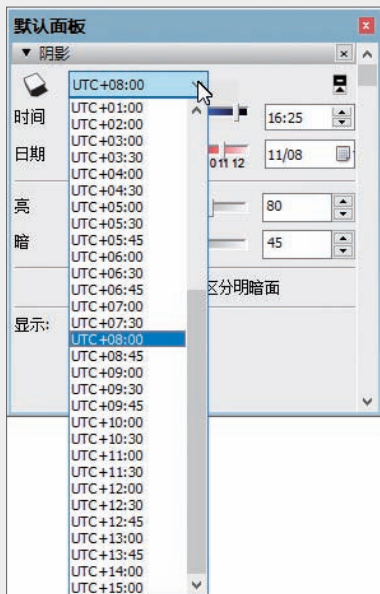 默认面板
▼ 阴影
UTC+08:00
UTC+01:00
UTC+02:00
UTC+03:00
UTC+03:30
UTC+04:00
UTC+04:30
UTC+05:00
UTC+05:30
UTC+05:45
UTC+06:00
UTC+06:30
UTC+06:45
UTC+07:00
UTC+07:30
UTC+08:00
UTC+08:45
UTC+09:00
UTC+09:30
UTC+09:45
UTC+10:00
UTC+10:30
UTC+11:00
UTC+11:30
UTC+12:00
UTC+12:30
UTC+12:45
UTC+13:00
UTC+13:45
UTC+14:00
UTC+15:00
时间 16:25
日期 11 12 11/08
亮 80
暗 45
区分明暗面
显示: